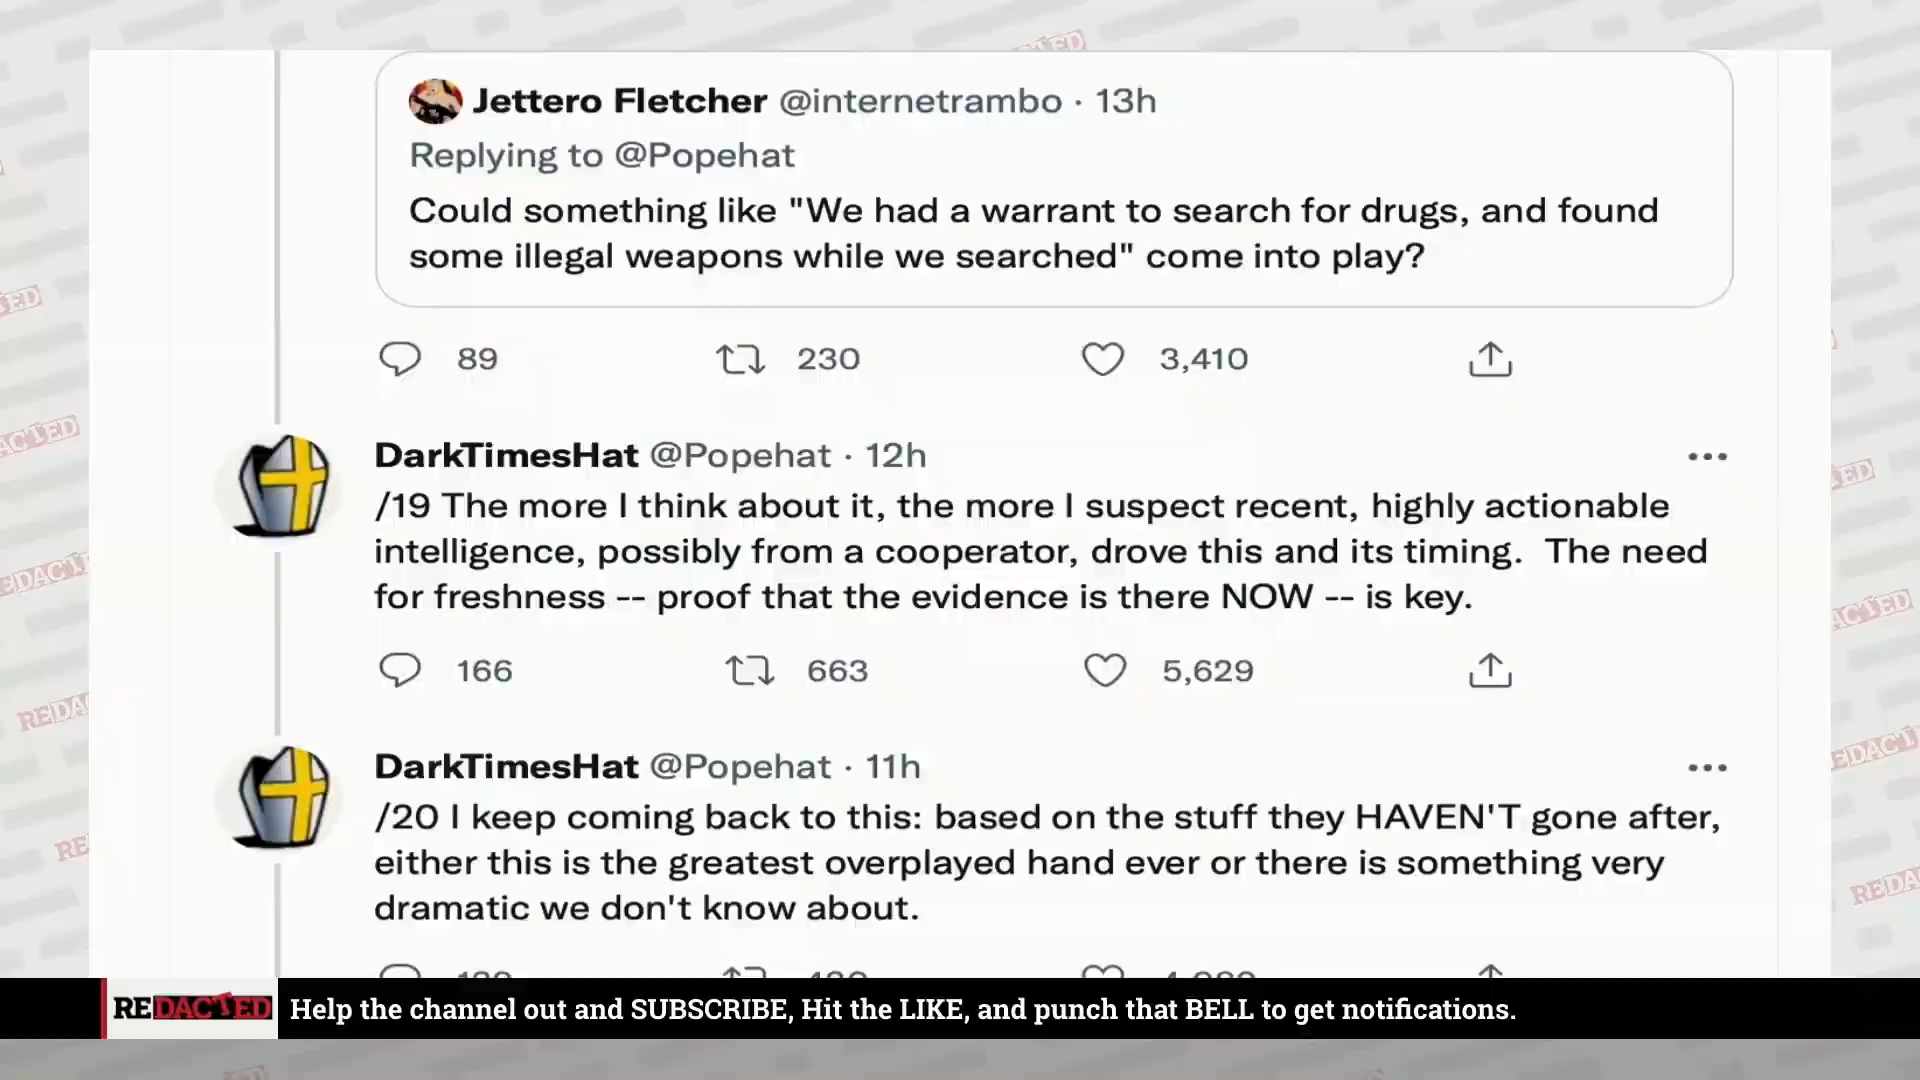 Jettero Fletcher @internetrambo · 13h
Replying to @Popehat
Could something like "We had a warrant to search for drugs, and found
some illegal weapons while we searched" come into play?
89 230 3,410
DarkTimesHat @Popehat · 12h
/19 The more I think about it, the more I suspect recent, highly actionable
intelligence, possibly from a cooperator, drove this and its timing.  The need
for freshness -- proof that the evidence is there NOW -- is key.
166 663 5,629
DarkTimesHat @Popehat · 11h
/20 I keep coming back to this: based on the stuff they HAVEN'T gone after,
either this is the greatest overplayed hand ever or there is something very
dramatic we don't know about.
REDACTED Help the channel out and SUBSCRIBE, Hit the LIKE, and punch that BELL to get notifications.